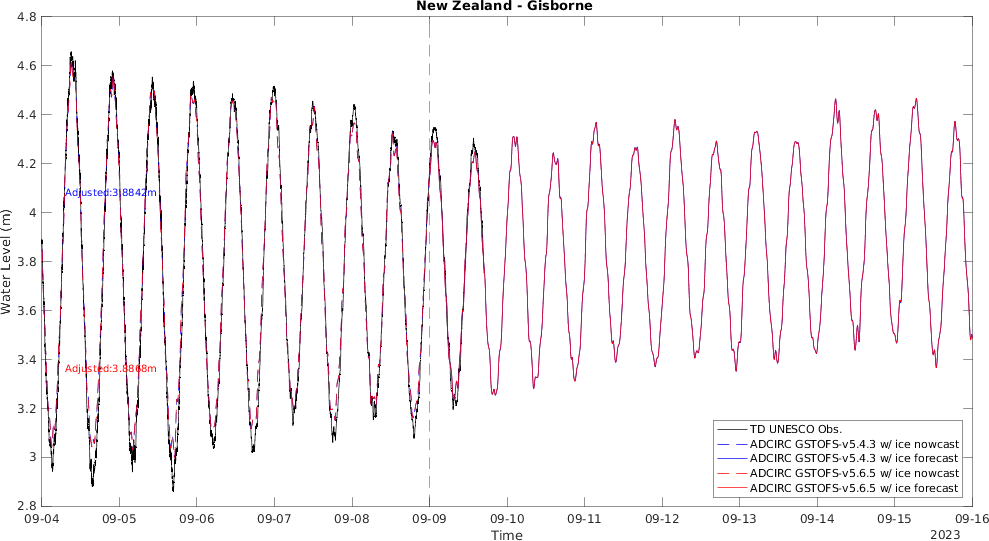 New Zealand - Gisborne
4.8
4.6
4.4
4.2
4
3.8
3.6
3.4
3.2
3
2.8
Water Level (m)
Adjusted:3.8842m
Adjusted:3.8868m
TD UNESCO Obs.
ADCIRC GSTOFS-v5.4.3 w/ ice nowcast
ADCIRC GSTOFS-v5.4.3 w/ ice forecast
ADCIRC GSTOFS-v5.6.5 w/ ice nowcast
ADCIRC GSTOFS-v5.6.5 w/ ice forecast
09-04 09-05 09-06 09-07 09-08 09-09 09-10 09-11 09-12 09-13 09-14 09-15 09-16
Time
2023